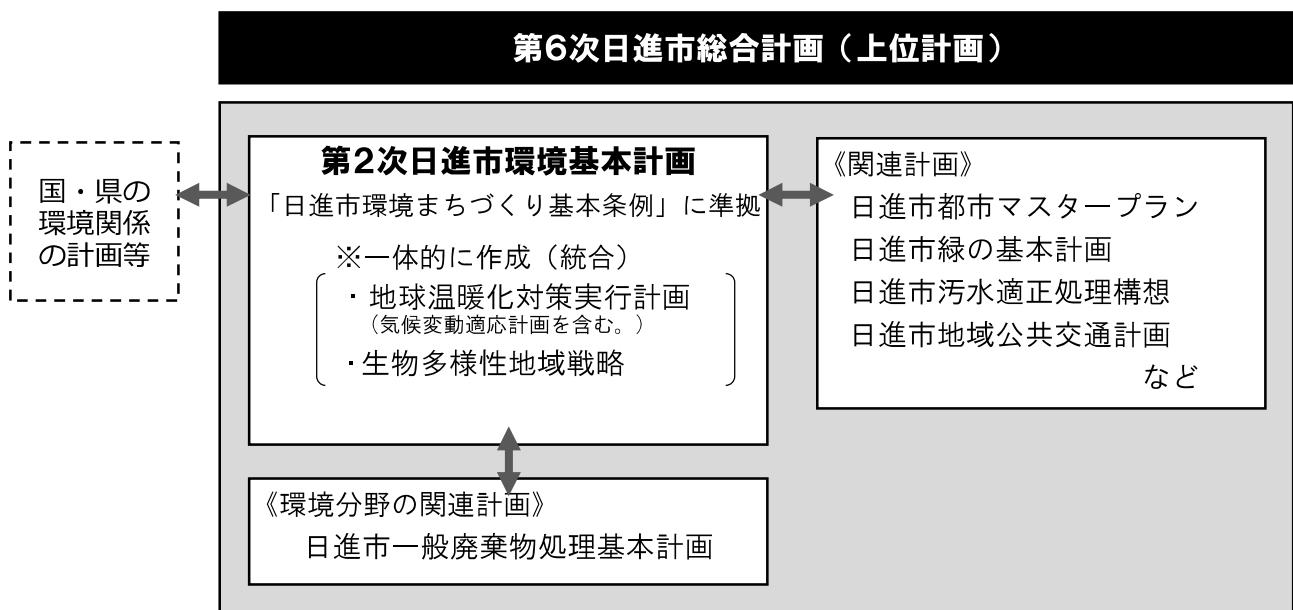 第6次日進市総合計画（上位計画）
国・県の
環境関係
の計画等
第2次日進市環境基本計画
「日進市環境まちづくり基本条例」に準拠
※一体的に作成（統合）
・地球温暖化対策実行計画
（気候変動適応計画を含む。）
・生物多様性地域戦略
《関連計画》
日進市都市マスタープラン
日進市緑の基本計画
日進市汚水適正処理構想
日進市地域公共交通計画
など
《環境分野の関連計画》
日進市一般廃棄物処理基本計画